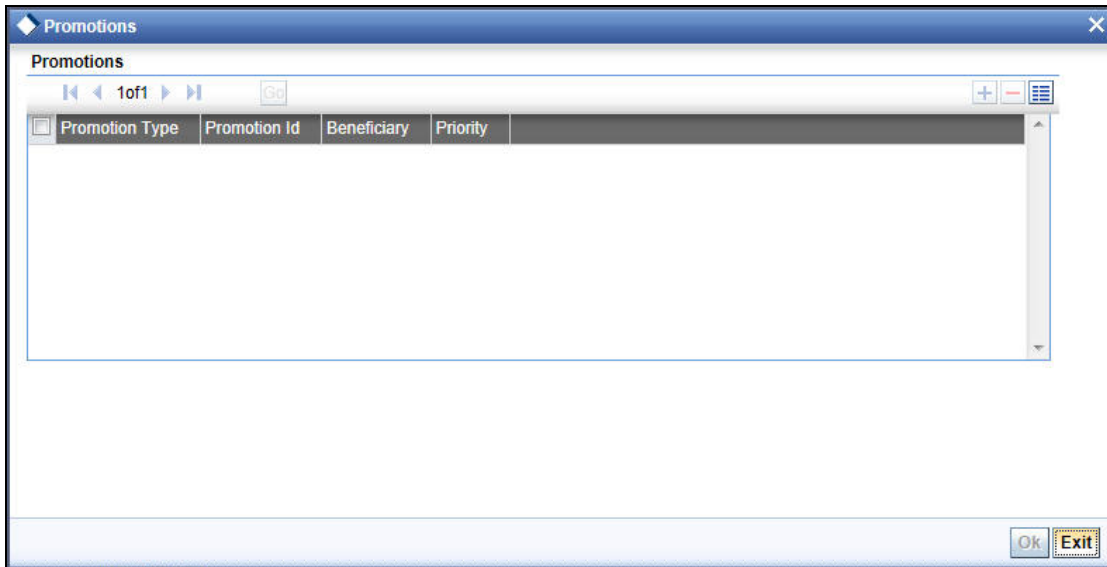 Promotions
Promotions
1of1 Go
Promotion Type Promotion Id Beneficiary Priority
Ok Exit